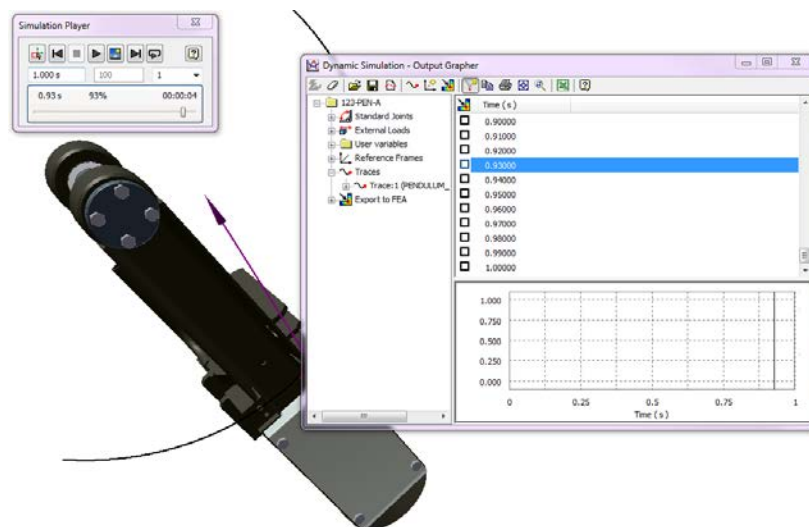 Simulation Player
1.000 s 100 1
0.93 s 93% 00:00:04
Dynamic Simulation - Output Grapher
123-PEN-A
Standard Joints
External Loads
User variables
Reference Frames
Traces
Trace:1 (PENDULUM_
Export to FEA
Time ( s )
0.90000
0.91000
0.92000
0.93000
0.94000
0.95000
0.96000
0.97000
0.98000
0.99000
1.00000
1.000
0.750
0.500
0.250
0.000
0 0.25 0.5 0.75 1
Time ( s )